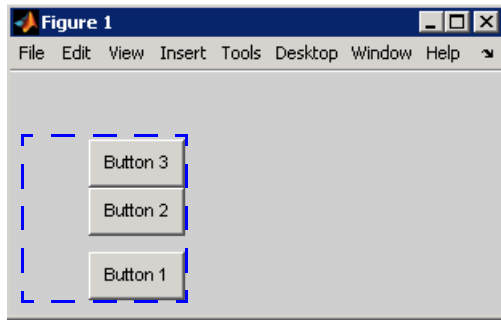 Figure 1
File Edit View Insert Tools Desktop Window Help
Button 3
Button 2
Button 1